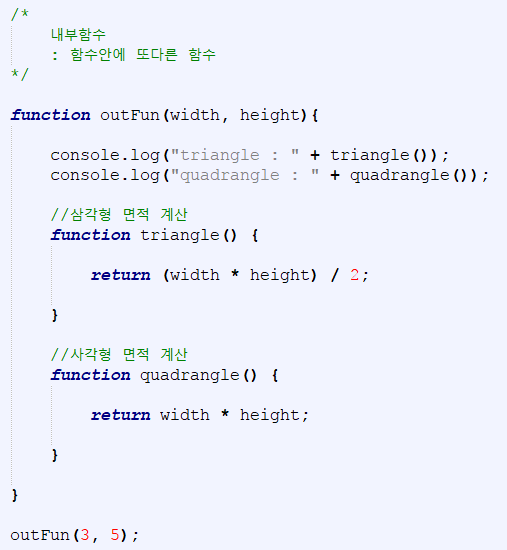 /*
내부함수
: 함수안에 또다른 함수
*/
function outFun(width, height){
console.log("triangle : " + triangle());
console.log("quadrangle : " + quadrangle());
//삼각형 면적 계산
function triangle() {
return (width * height) / 2;
}
//사각형 면적 계산
function quadrangle() {
return width * height;
}
}
outFun(3, 5);